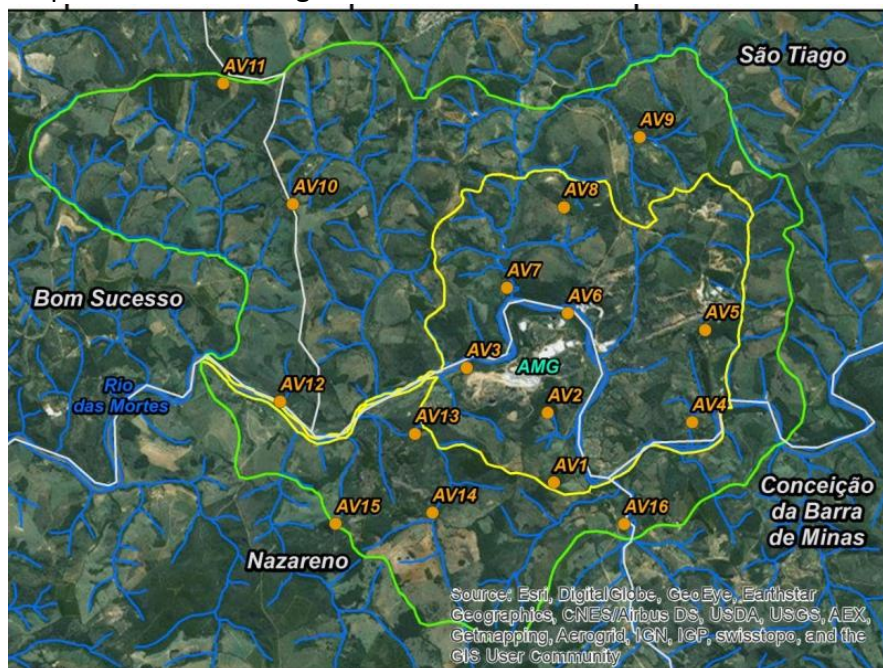 São Tiago
AV11
AV9
AV10
AV8
AV7
AV6
Bom Sucesso
AV5
AV3
AMG
Rio
das Mortes
AV12
AV2
AV4
AV13
AV1
Conceição
da Barra
de Minas
AV14
AV15
AV16
Nazareno
Source: Esri, DigitalGlobe, GeoEye, Earthstar
Geographics, CNES/Airbus DS, USDA, USGS, AEX,
Getmapping, Aerogrid, IGN, IGP, swisstopo, and the
GIS User Community